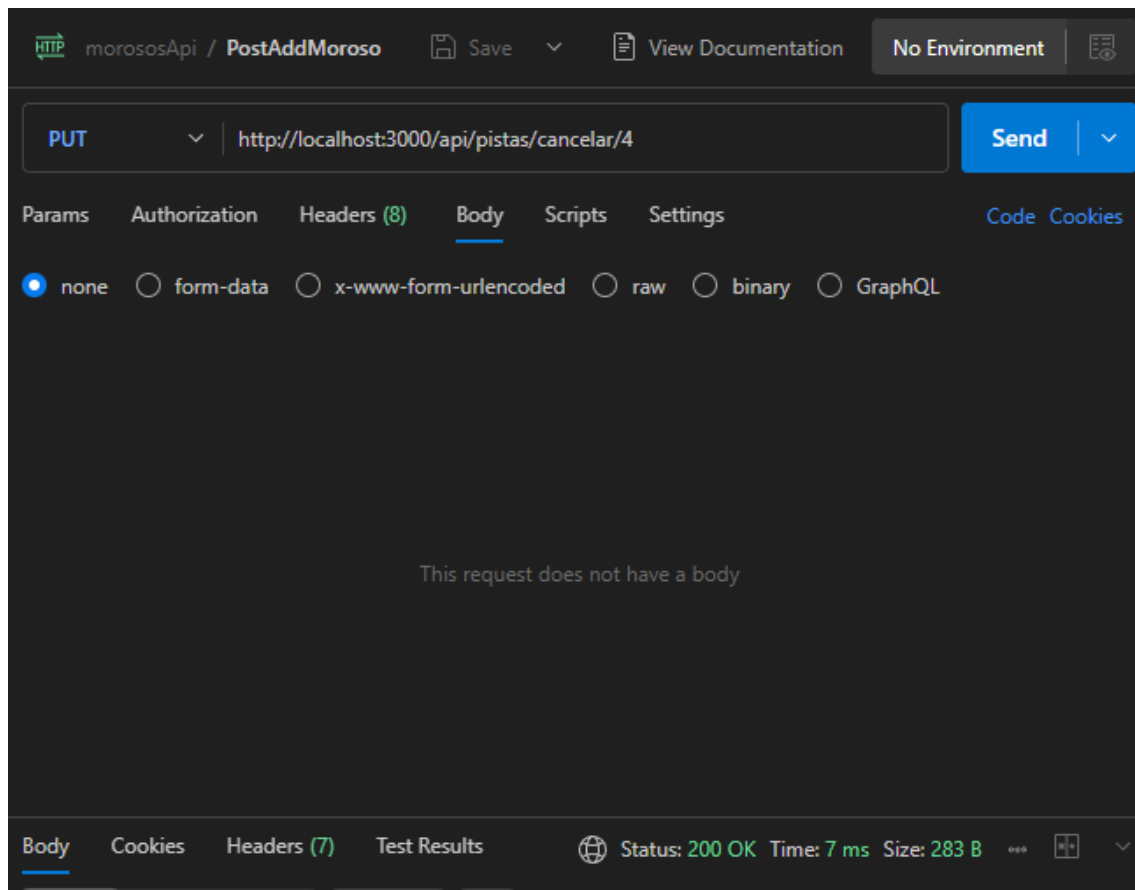 HTTP morososApi / PostAddMoroso Save View Documentation No Environment
PUT http://localhost:3000/api/pistas/cancelar/4 Send
Params Authorization Headers (8) Body Scripts Settings Code Cookies
none form-data x-www-form-urlencoded raw binary GraphQL
This request does not have a body
Body Cookies Headers (7) Test Results Status: 200 OK Time: 7 ms Size: 283 B